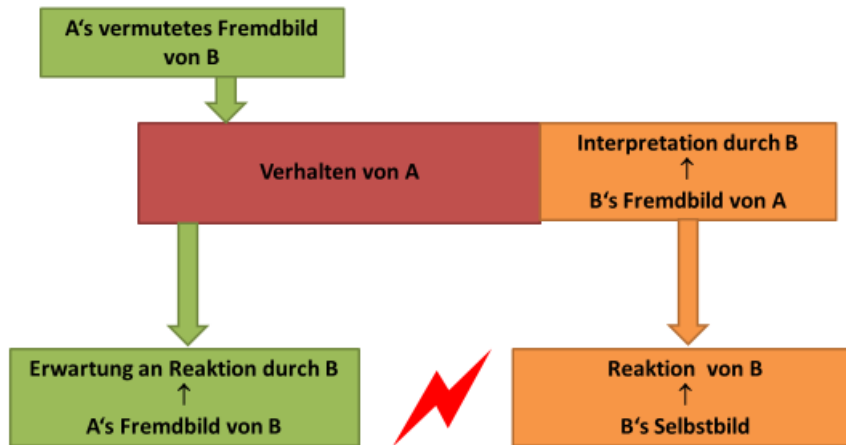 A‘s vermutetes Fremdbild
von B
Verhalten von A
Interpretation durch B
↑
B‘s Fremdbild von A
Erwartung an Reaktion durch B
↑
A‘s Fremdbild von B
Reaktion  von B
↑
B‘s Selbstbild